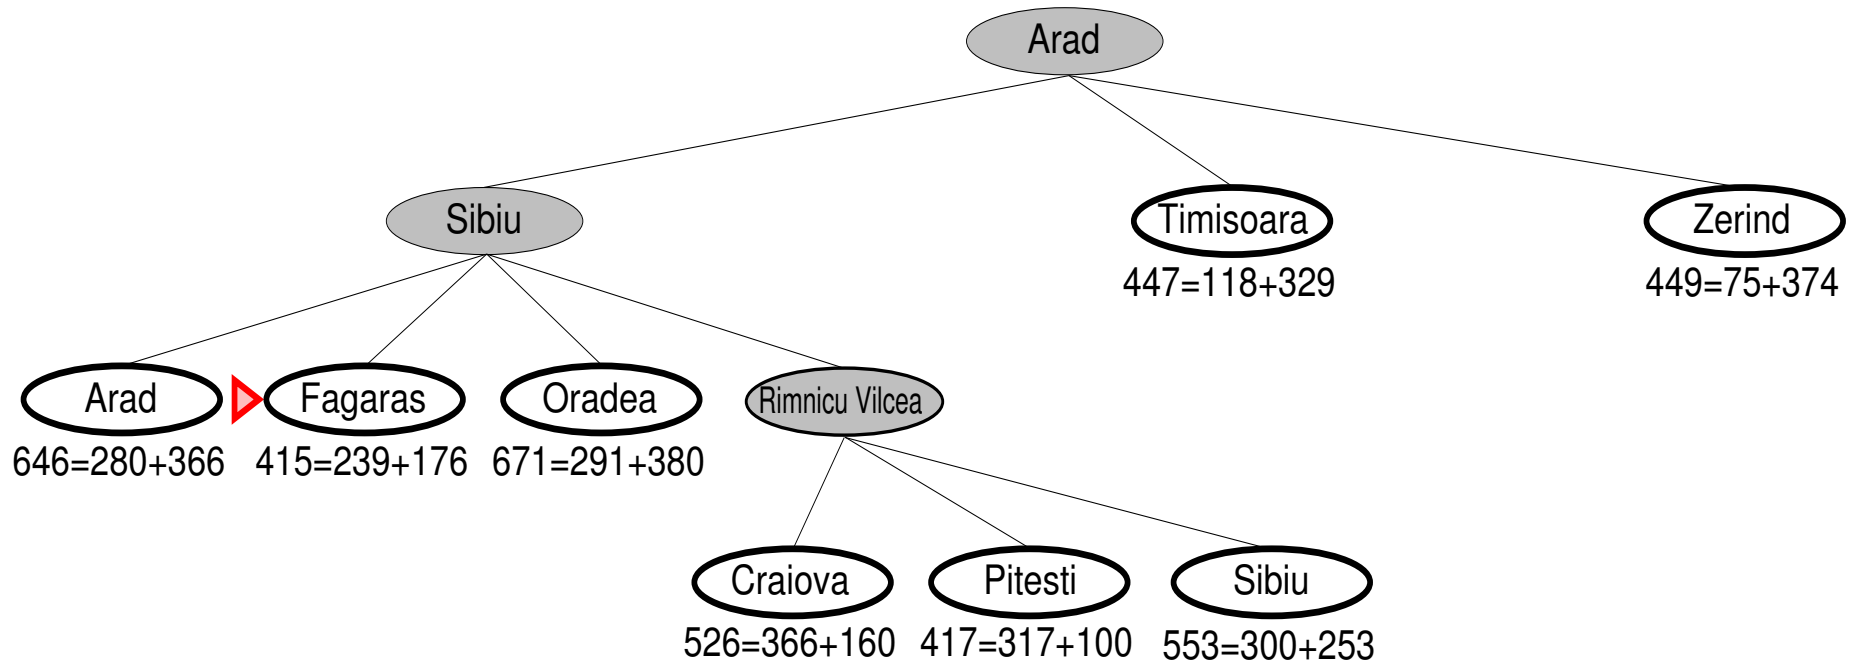 Arad
Sibiu
Timisoara
Zerind
447=118+329
449=75+374
Arad
Fagaras
Oradea
Rimnicu Vilcea
646=280+366
415=239+176
671=291+380
Craiova
Pitesti
Sibiu
526=366+160
417=317+100
553=300+253